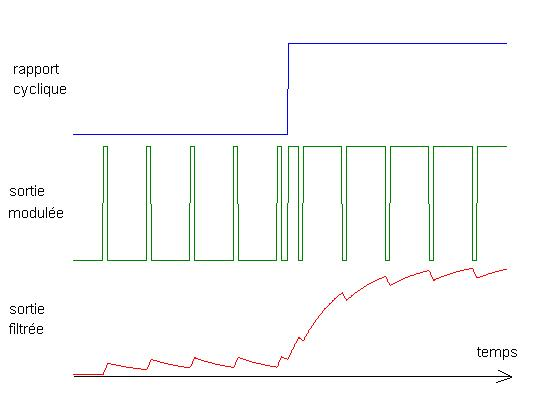 rapport
cyclique
sortie
modulée
sortie
filtrée
temps